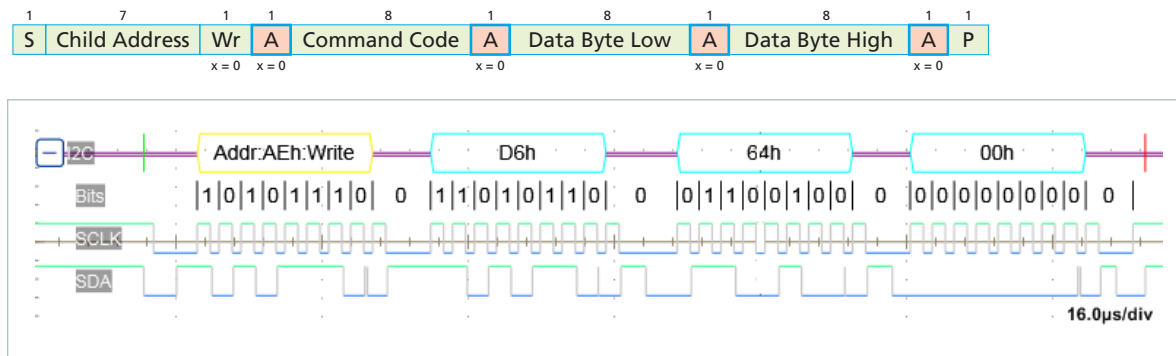 1 7 1 1 8 1 8 1 8 1 1
S Child Address Wr A Command Code A Data Byte Low A Data Byte High A P
x = 0 x = 0 x = 0 x = 0 x = 0
I2C Addr:AEh:Write D6h 64h 00h
Bits 1 0 1 0 1 1 1 0 0 1 1 0 1 0 1 1 0 0 0 1 1 0 0 1 0 0 0 0 0 0 0 0 0 0 0 0
SCLK
SDA
16.0µs/div